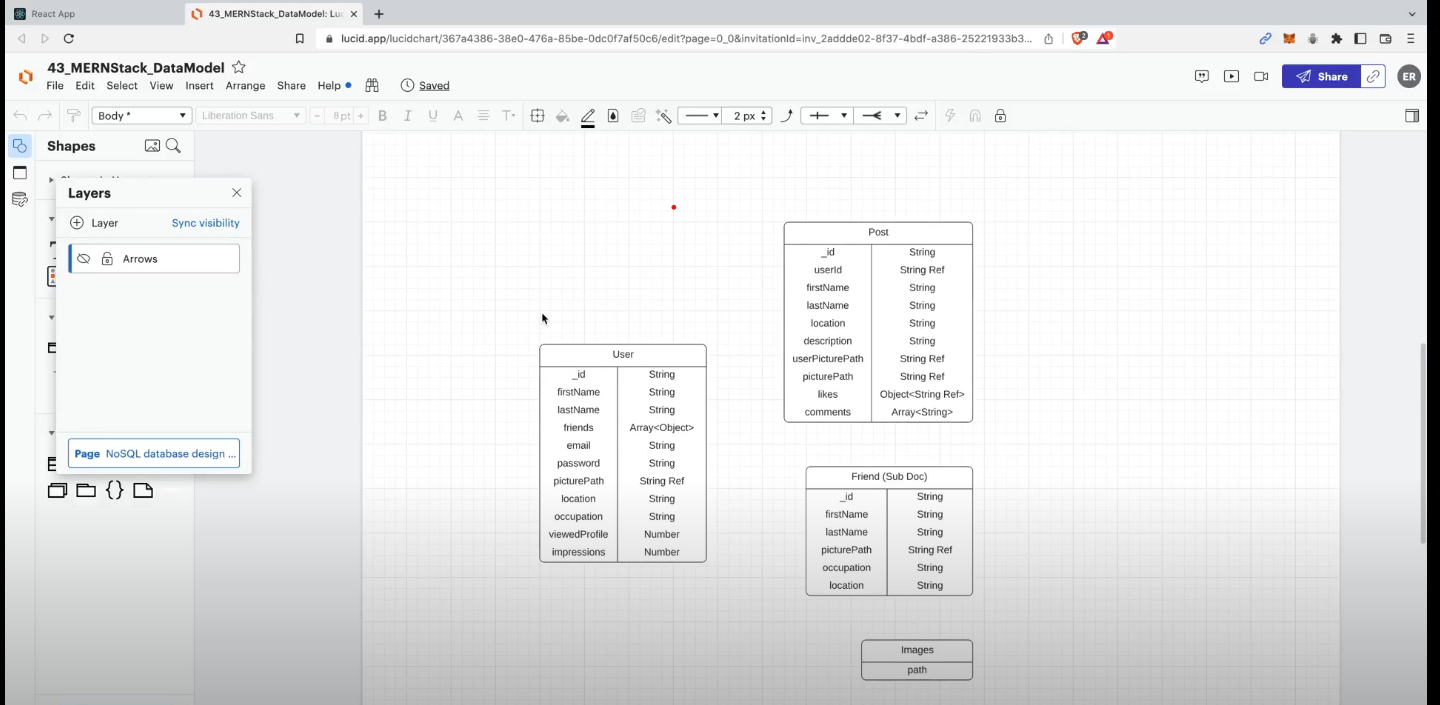 React App
43_MERNStack_DataModel: Luc
lucid.app/lucidchart/367a4386-38e0-476a-85be-0dc0f7af50c6/edit?page=0_0&invitationId=inv_2addde02-8f37-4bdf-a386-25221933b3...
2
43_MERNStack_DataModel
File Edit Select View Insert Arrange Share Help Saved
Share
ER
Body *
Liberation Sans
8 pt
B I U A T
2 px
Shapes
Layers
Layer
Sync visibility
Arrows
Page NoSQL database design ...
User
_id String
firstName String
lastName String
friends Array<Object>
email String
password String
picturePath String Ref
location String
occupation String
viewedProfile Number
impressions Number
Post
_id String
userId String Ref
firstName String
lastName String
location String
description String
userPicturePath String Ref
picturePath String Ref
likes Object<String Ref>
comments Array<String>
Friend (Sub Doc)
_id String
firstName String
lastName String
picturePath String Ref
occupation String
location String
Images
path